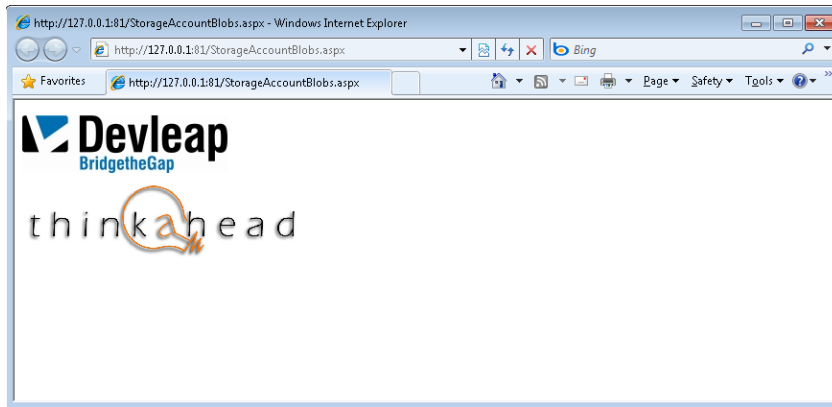 http://127.0.0.1:81/StorageAccountBlobs.aspx - Windows Internet Explorer
http://127.0.0.1:81/StorageAccountBlobs.aspx
Bing
Favorites
http://127.0.0.1:81/StorageAccountBlobs.aspx
Page
Safety
Tools
Devleap
BridgetheGap
thinkahead